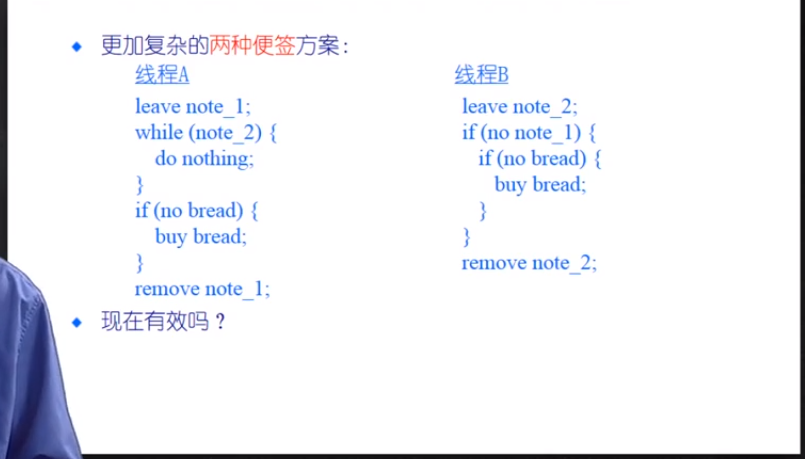 更加复杂的两种便签方案：
线程A
leave note_1;
while (note_2) {
do nothing;
}
if (no bread) {
buy bread;
}
remove note_1;
线程B
leave note_2;
if (no note_1) {
if (no bread) {
buy bread;
}
}
remove note_2;
现在有效吗？